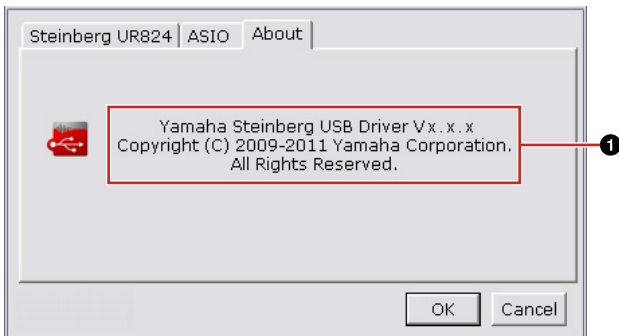 Steinberg UR824 ASIO About
Yamaha Steinberg USB Driver Vx.x.x
Copyright (C) 2009-2011 Yamaha Corporation.
All Rights Reserved.
1
OK Cancel